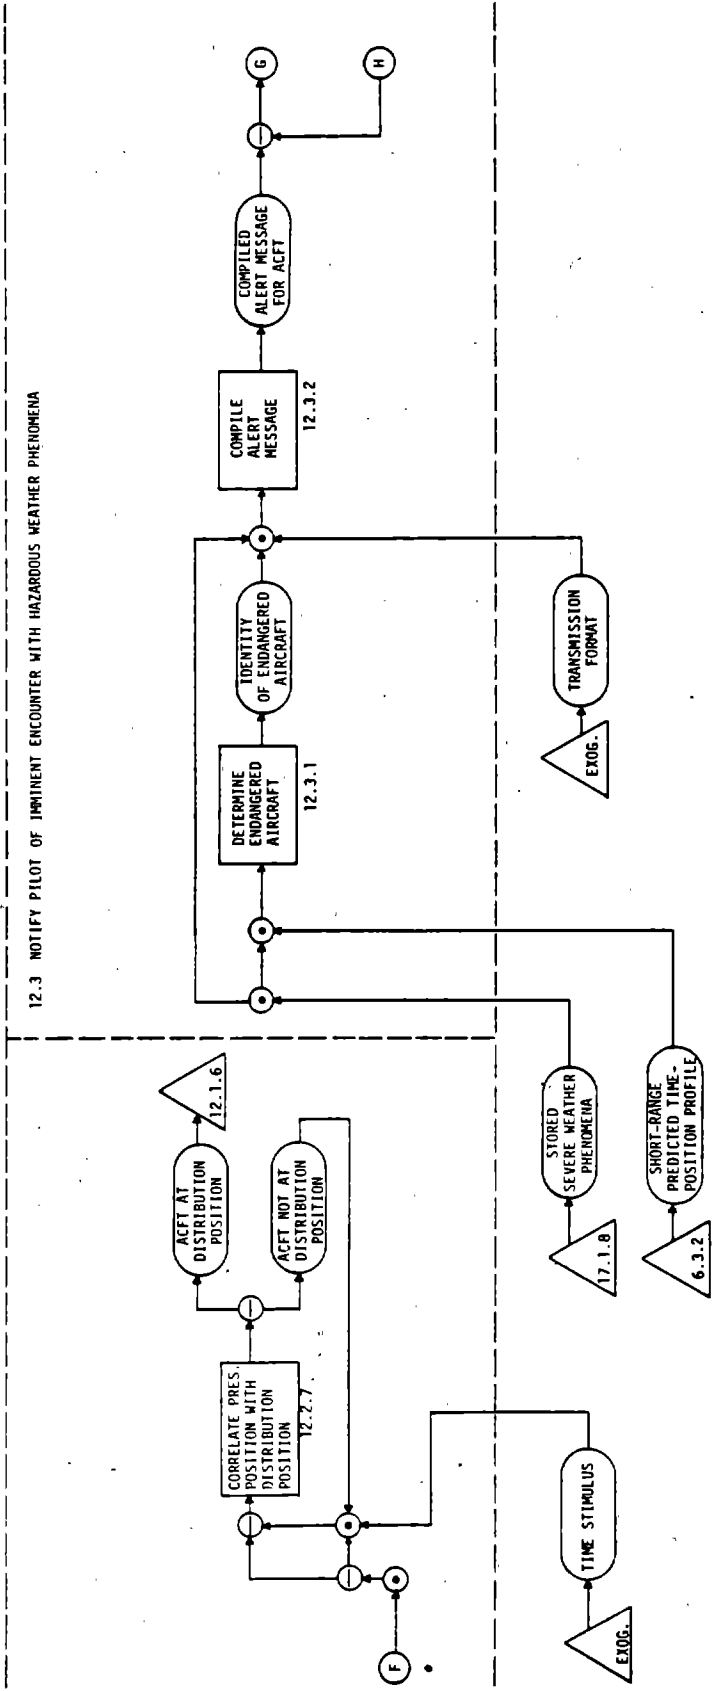 12.3 NOTIFY PILOT OF IMMINENT ENCOUNTER WITH HAZARDOUS WEATHER PHENOMENA
F
CORRELATE PRES.
POSITION WITH
DISTRIBUTION
POSITION
12.2.7
ACFT AT
DISTRIBUTION
POSITION
12.1.6
ACFT NOT AT
DISTRIBUTION
POSITION
DETERMINE
ENDANGERED
AIRCRAFT
12.3.1
IDENTITY
OF ENDANGERED
AIRCRAFT
COMPILE
ALERT
MESSAGE
12.3.2
COMPILED
ALERT MESSAGE
FOR ACFT
G
H
EXOG.
TIME STIMULUS
17.1.8
STORED
SEVERE WEATHER
PHENOMENA
6.3.2
SHORT-RANGE
PREDICTED TIME-
POSITION PROFILE
EXOG.
TRANSMISSION
FORMAT